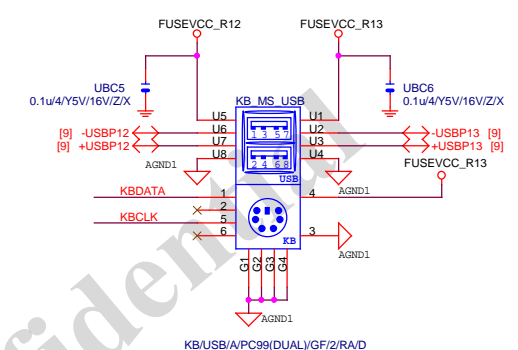 FUSEVCC_R12 FUSEVCC_R13
UBC5 UBC6
0.1u/4/Y5V/16V/Z/X 0.1u/4/Y5V/16V/Z/X
KB_MS_USB
U5 U1
[9] -USBP12 U6 U2 -USBP13 [9]
[9] +USBP12 U7 U3 +USBP13 [9]
U8 U4
1 3 5 7
2 4 6 8
USB
AGND1 FUSEVCC_R13
AGND1
KBDATA 1 4
2
KBCLK 5
6 3
KB
AGND1
G1 G2 G3 G4
AGND1
KB/USB/A/PC99(DUAL)/GF/2/RA/D
fidential